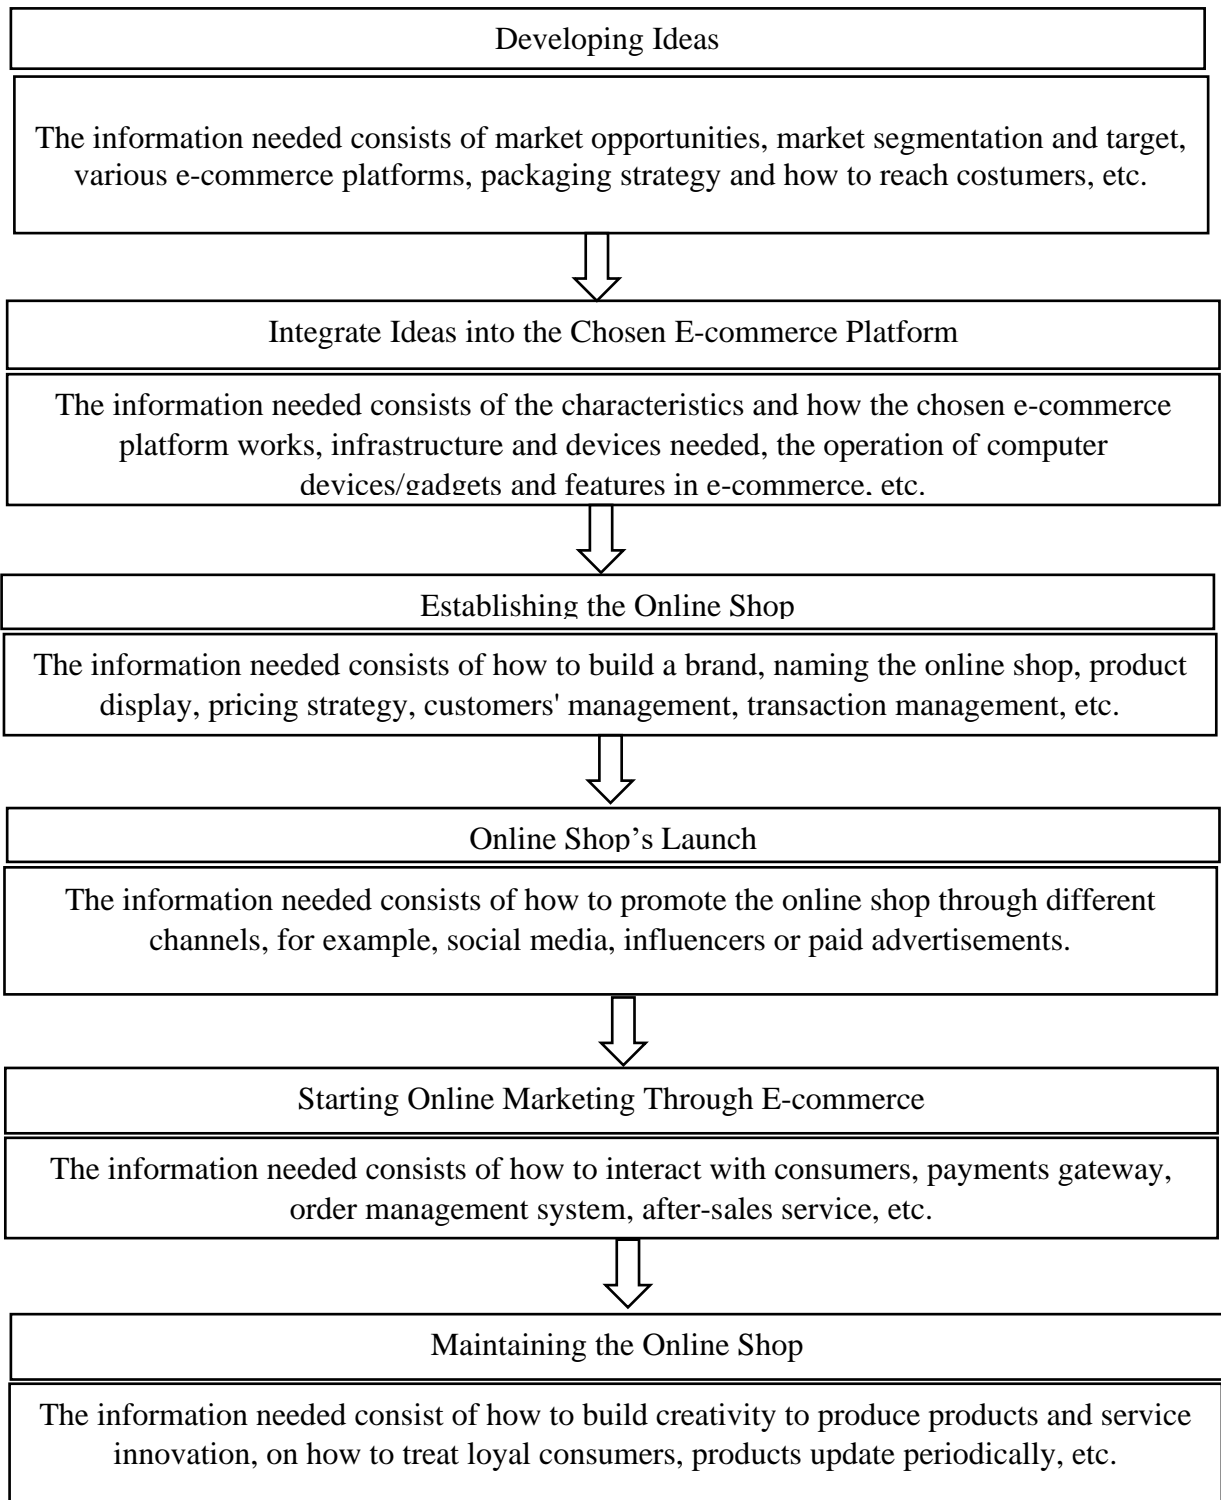 Developing Ideas
The information needed consists of market opportunities, market segmentation and target,
various e-commerce platforms, packaging strategy and how to reach costumers, etc.
Integrate Ideas into the Chosen E-commerce Platform
The information needed consists of the characteristics and how the chosen e-commerce
platform works, infrastructure and devices needed, the operation of computer
devices/gadgets and features in e-commerce, etc.
Establishing the Online Shop
The information needed consists of how to build a brand, naming the online shop, product
display, pricing strategy, customers' management, transaction management, etc.
Online Shop’s Launch
The information needed consists of how to promote the online shop through different
channels, for example, social media, influencers or paid advertisements.
Starting Online Marketing Through E-commerce
The information needed consists of how to interact with consumers, payments gateway,
order management system, after-sales service, etc.
Maintaining the Online Shop
The information needed consist of how to build creativity to produce products and service
innovation, on how to treat loyal consumers, products update periodically, etc.